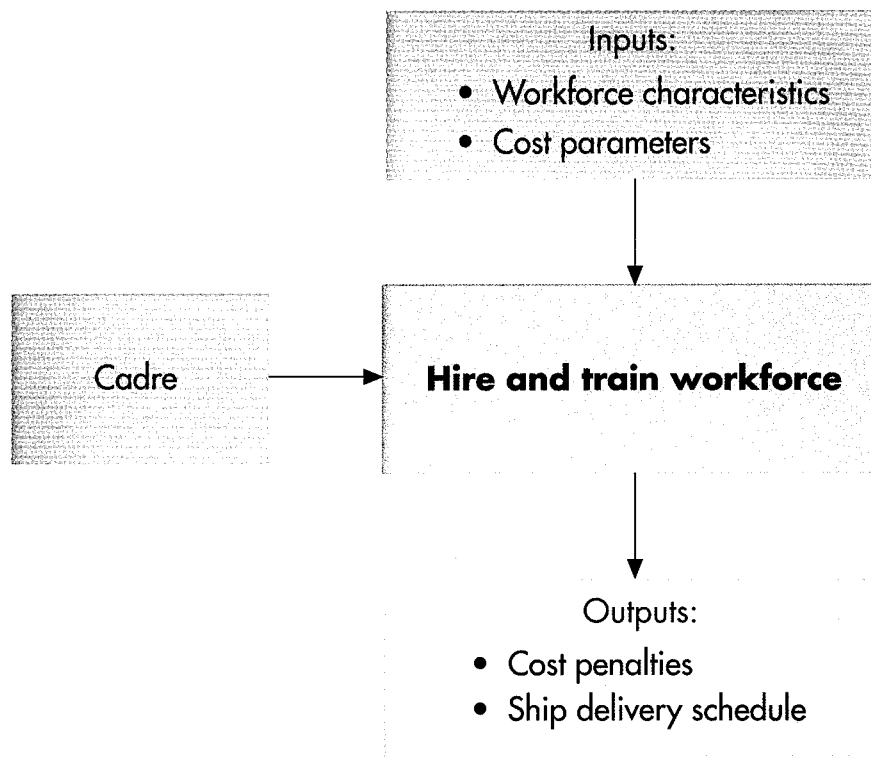 Inputs:
• Workforce characteristics
• Cost parameters
Cadre
Hire and train workforce
Outputs:
• Cost penalties
• Ship delivery schedule